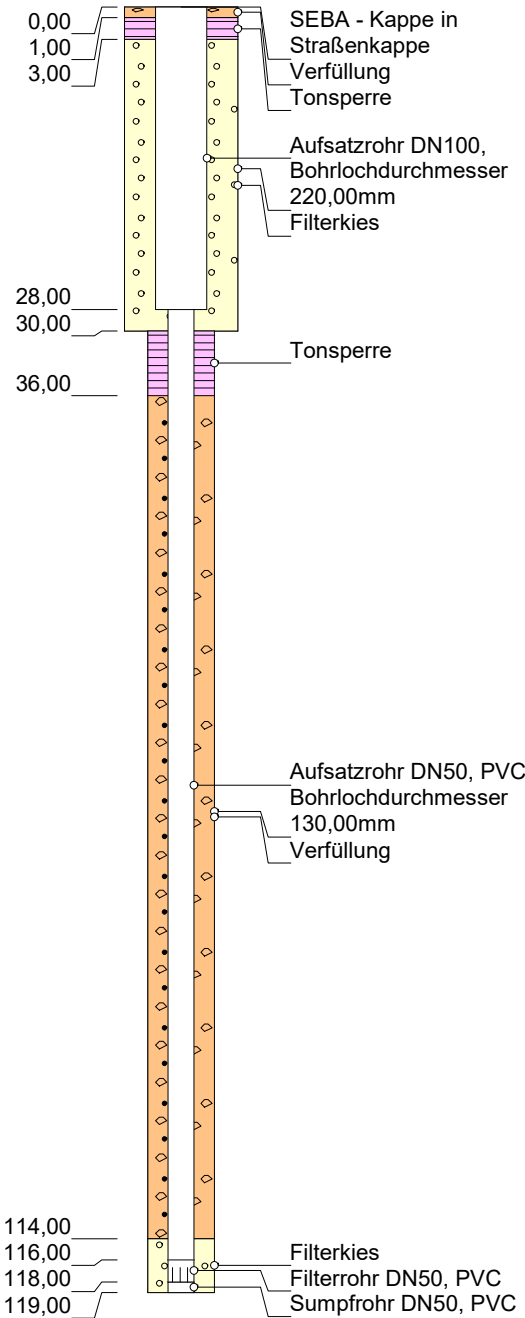 0,00
1,00
3,00
SEBA - Kappe in
Straßenkappe
Verfüllung
Tonsperre
Aufsatzrohr DN100,
Bohrlochdurchmesser
220,00mm
Filterkies
28,00
30,00
Tonsperre
36,00
Aufsatzrohr DN50, PVC
Bohrlochdurchmesser
130,00mm
Verfüllung
114,00
116,00
118,00
119,00
Filterkies
Filterrohr DN50, PVC
Sumpfrohr DN50, PVC